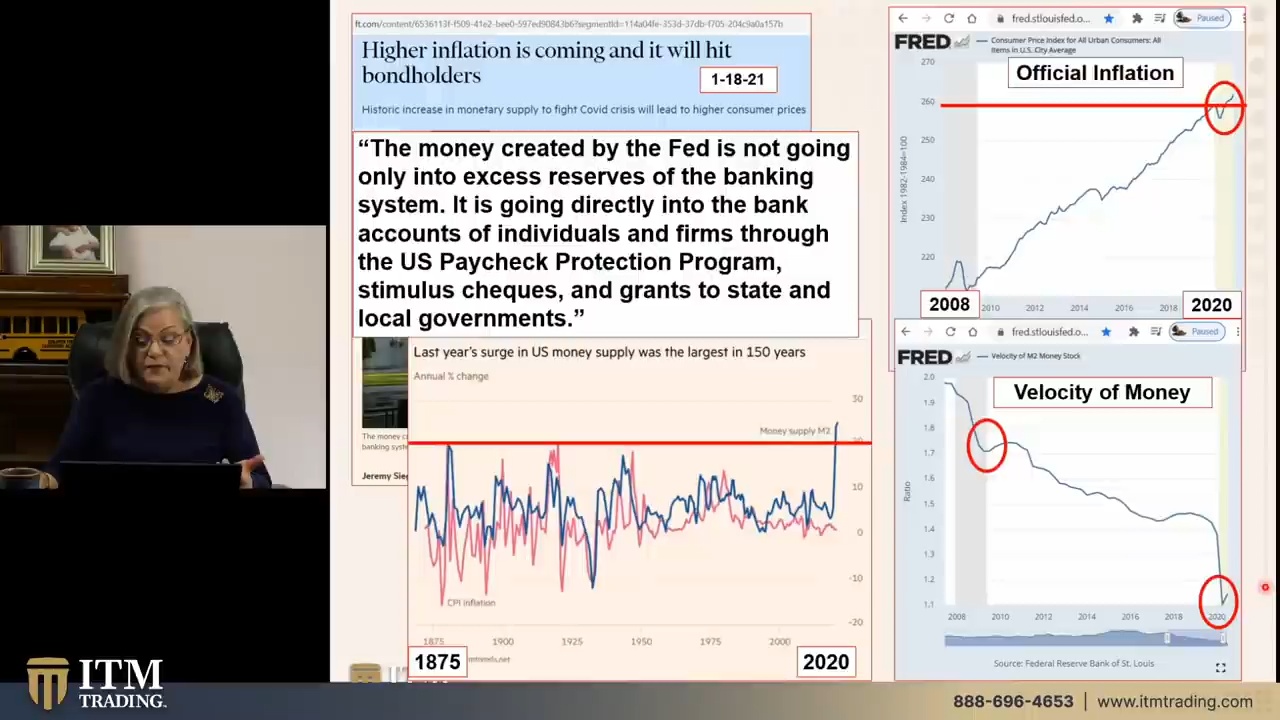 ft.com/content/6536113f-f509-41e2-bee0-597ed90843b6?segmentId=114a04fe-353d-37db-f705-204c9a0a157b
Higher inflation is coming and it will hit
bondholders
1-18-21
Historic increase in monetary supply to fight Covid crisis will lead to higher consumer prices
“The money created by the Fed is not going
only into excess reserves of the banking
system. It is going directly into the bank
accounts of individuals and firms through
the US Paycheck Protection Program,
stimulus cheques, and grants to state and
local governments.”
Last year's surge in US money supply was the largest in 150 years
Annual % change
30
Money supply M2
20
10
0
-10
CPI inflation
-20
1875 1900 1925 1950 1975 2000
1875
2020
The money
banking
Jeremy
fred.stlouisfed.o...
Paused
FRED
Consumer Price Index for All Urban Consumers: All
Items in U.S. City Average
Official Inflation
270
260
250
240
230
220
Index 1982-1984=100
2008
2010 2012 2014 2016 2018
2020
fred.stlouisfed.o...
Paused
FRED
Velocity of M2 Money Stock
Velocity of Money
2.0
1.9
1.8
1.7
1.5
1.4
1.3
1.2
1.1
Ratio
2008 2010 2012 2014 2016 2018 2020
Source: Federal Reserve Bank of St. Louis
ITM
TRADING
888-696-4653 | www.itmtrading.com